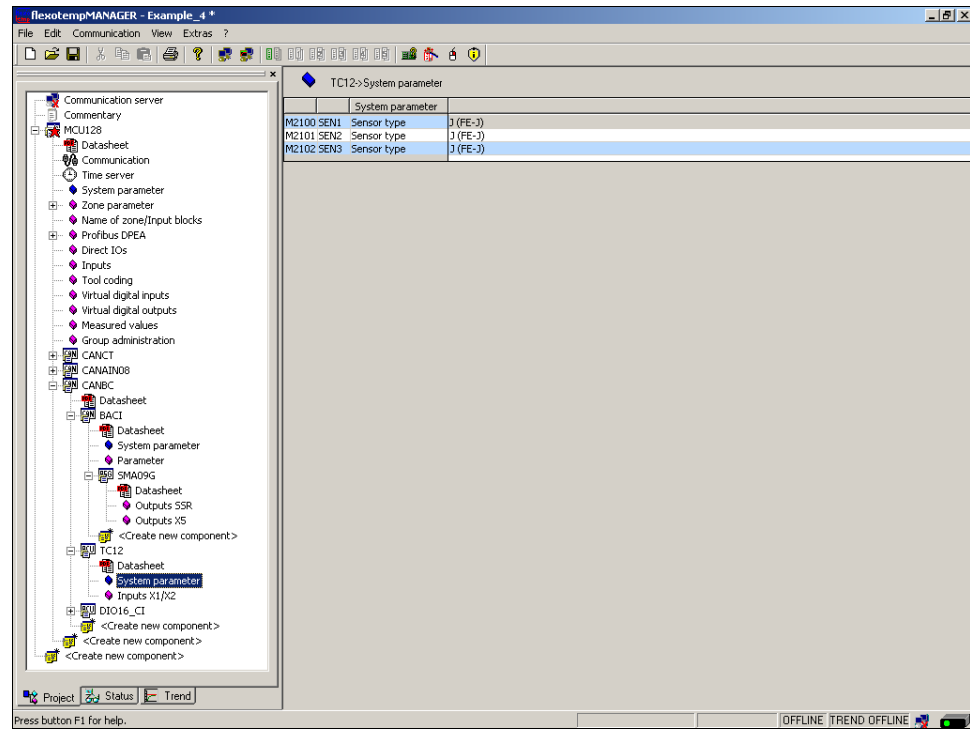 flexotempMANAGER - Example_4 *
File Edit Communication View Extras ?
TC12->System parameter
System parameter
M2100 SEN1 Sensor type J (FE-J)
M2101 SEN2 Sensor type J (FE-J)
M2102 SEN3 Sensor type J (FE-J)
Communication server
Commentary
MCU128
Datasheet
Communication
Time server
System parameter
Zone parameter
Name of zone/Input blocks
Profibus DPEA
Direct IOs
Inputs
Tool coding
Virtual digital inputs
Virtual digital outputs
Measured values
Group administration
CANCT
CANAIN08
CANBC
Datasheet
BACI
Datasheet
System parameter
Parameter
SMA09G
Datasheet
Outputs SSR
Outputs X5
<Create new component>
TC12
Datasheet
System parameter
Inputs X1/X2
DIO16_CI
<Create new component>
<Create new component>
<Create new component>
Project Status Trend
Press button F1 for help.
OFFLINE TREND OFFLINE